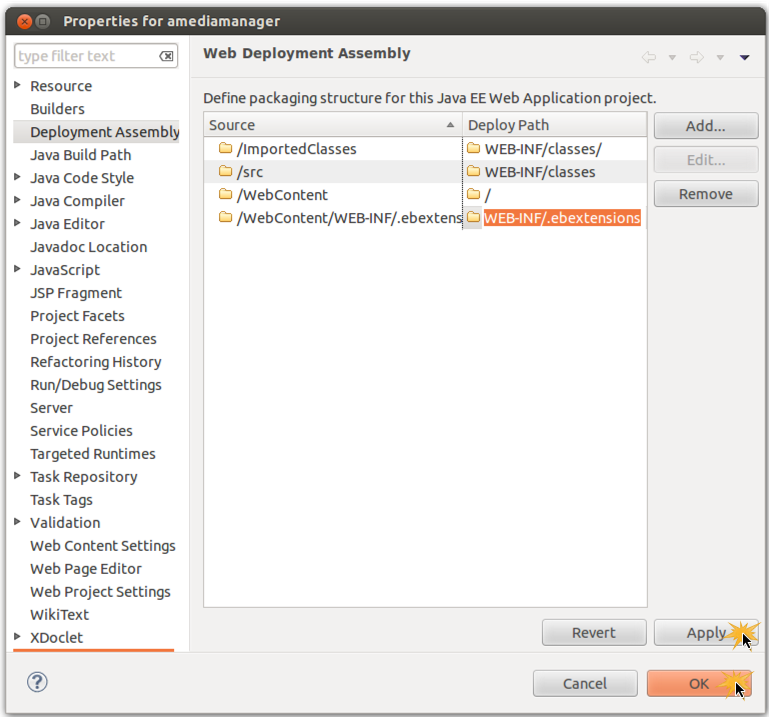 Properties for amediamanager
type filter text
Web Deployment Assembly
Resource
Builders
Deployment Assembly
Java Build Path
Java Code Style
Java Compiler
Java Editor
Javadoc Location
JavaScript
JSP Fragment
Project Facets
Project References
Refactoring History
Run/Debug Settings
Server
Service Policies
Targeted Runtimes
Task Repository
Task Tags
Validation
Web Content Settings
Web Page Editor
Web Project Settings
WikiText
XDoclet
Define packaging structure for this Java EE Web Application project.
Source Deploy Path
/ImportedClasses WEB-INF/classes/
/src WEB-INF/classes
/WebContent /
/WebContent/WEB-INF/.ebextens WEB-INF/.ebextensions
Add...
Edit...
Remove
Revert Apply
? Cancel OK